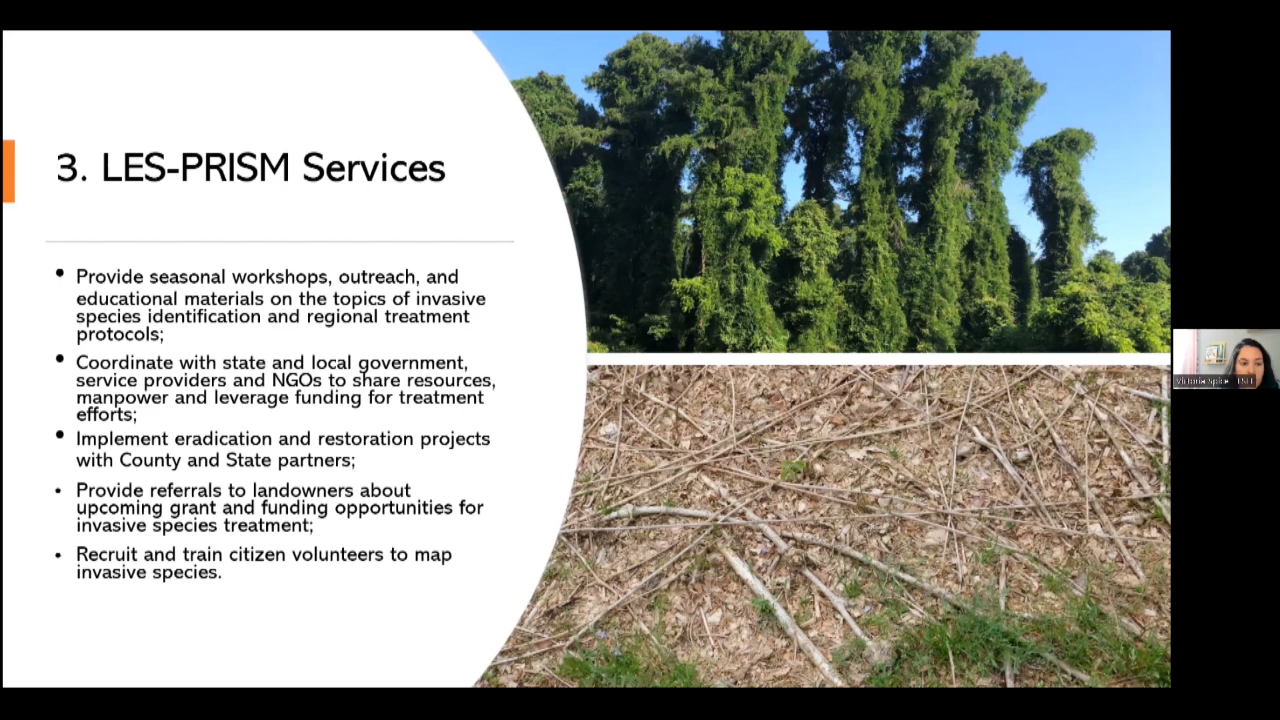 3. LES-PRISM Services
• Provide seasonal workshops, outreach, and
educational materials on the topics of invasive
species identification and regional treatment
protocols;
• Coordinate with state and local government,
service providers and NGOs to share resources,
manpower and leverage funding for treatment
efforts;
• Implement eradication and restoration projects
with County and State partners;
• Provide referrals to landowners about
upcoming grant and funding opportunities for
invasive species treatment;
• Recruit and train citizen volunteers to map
invasive species.
Victoria